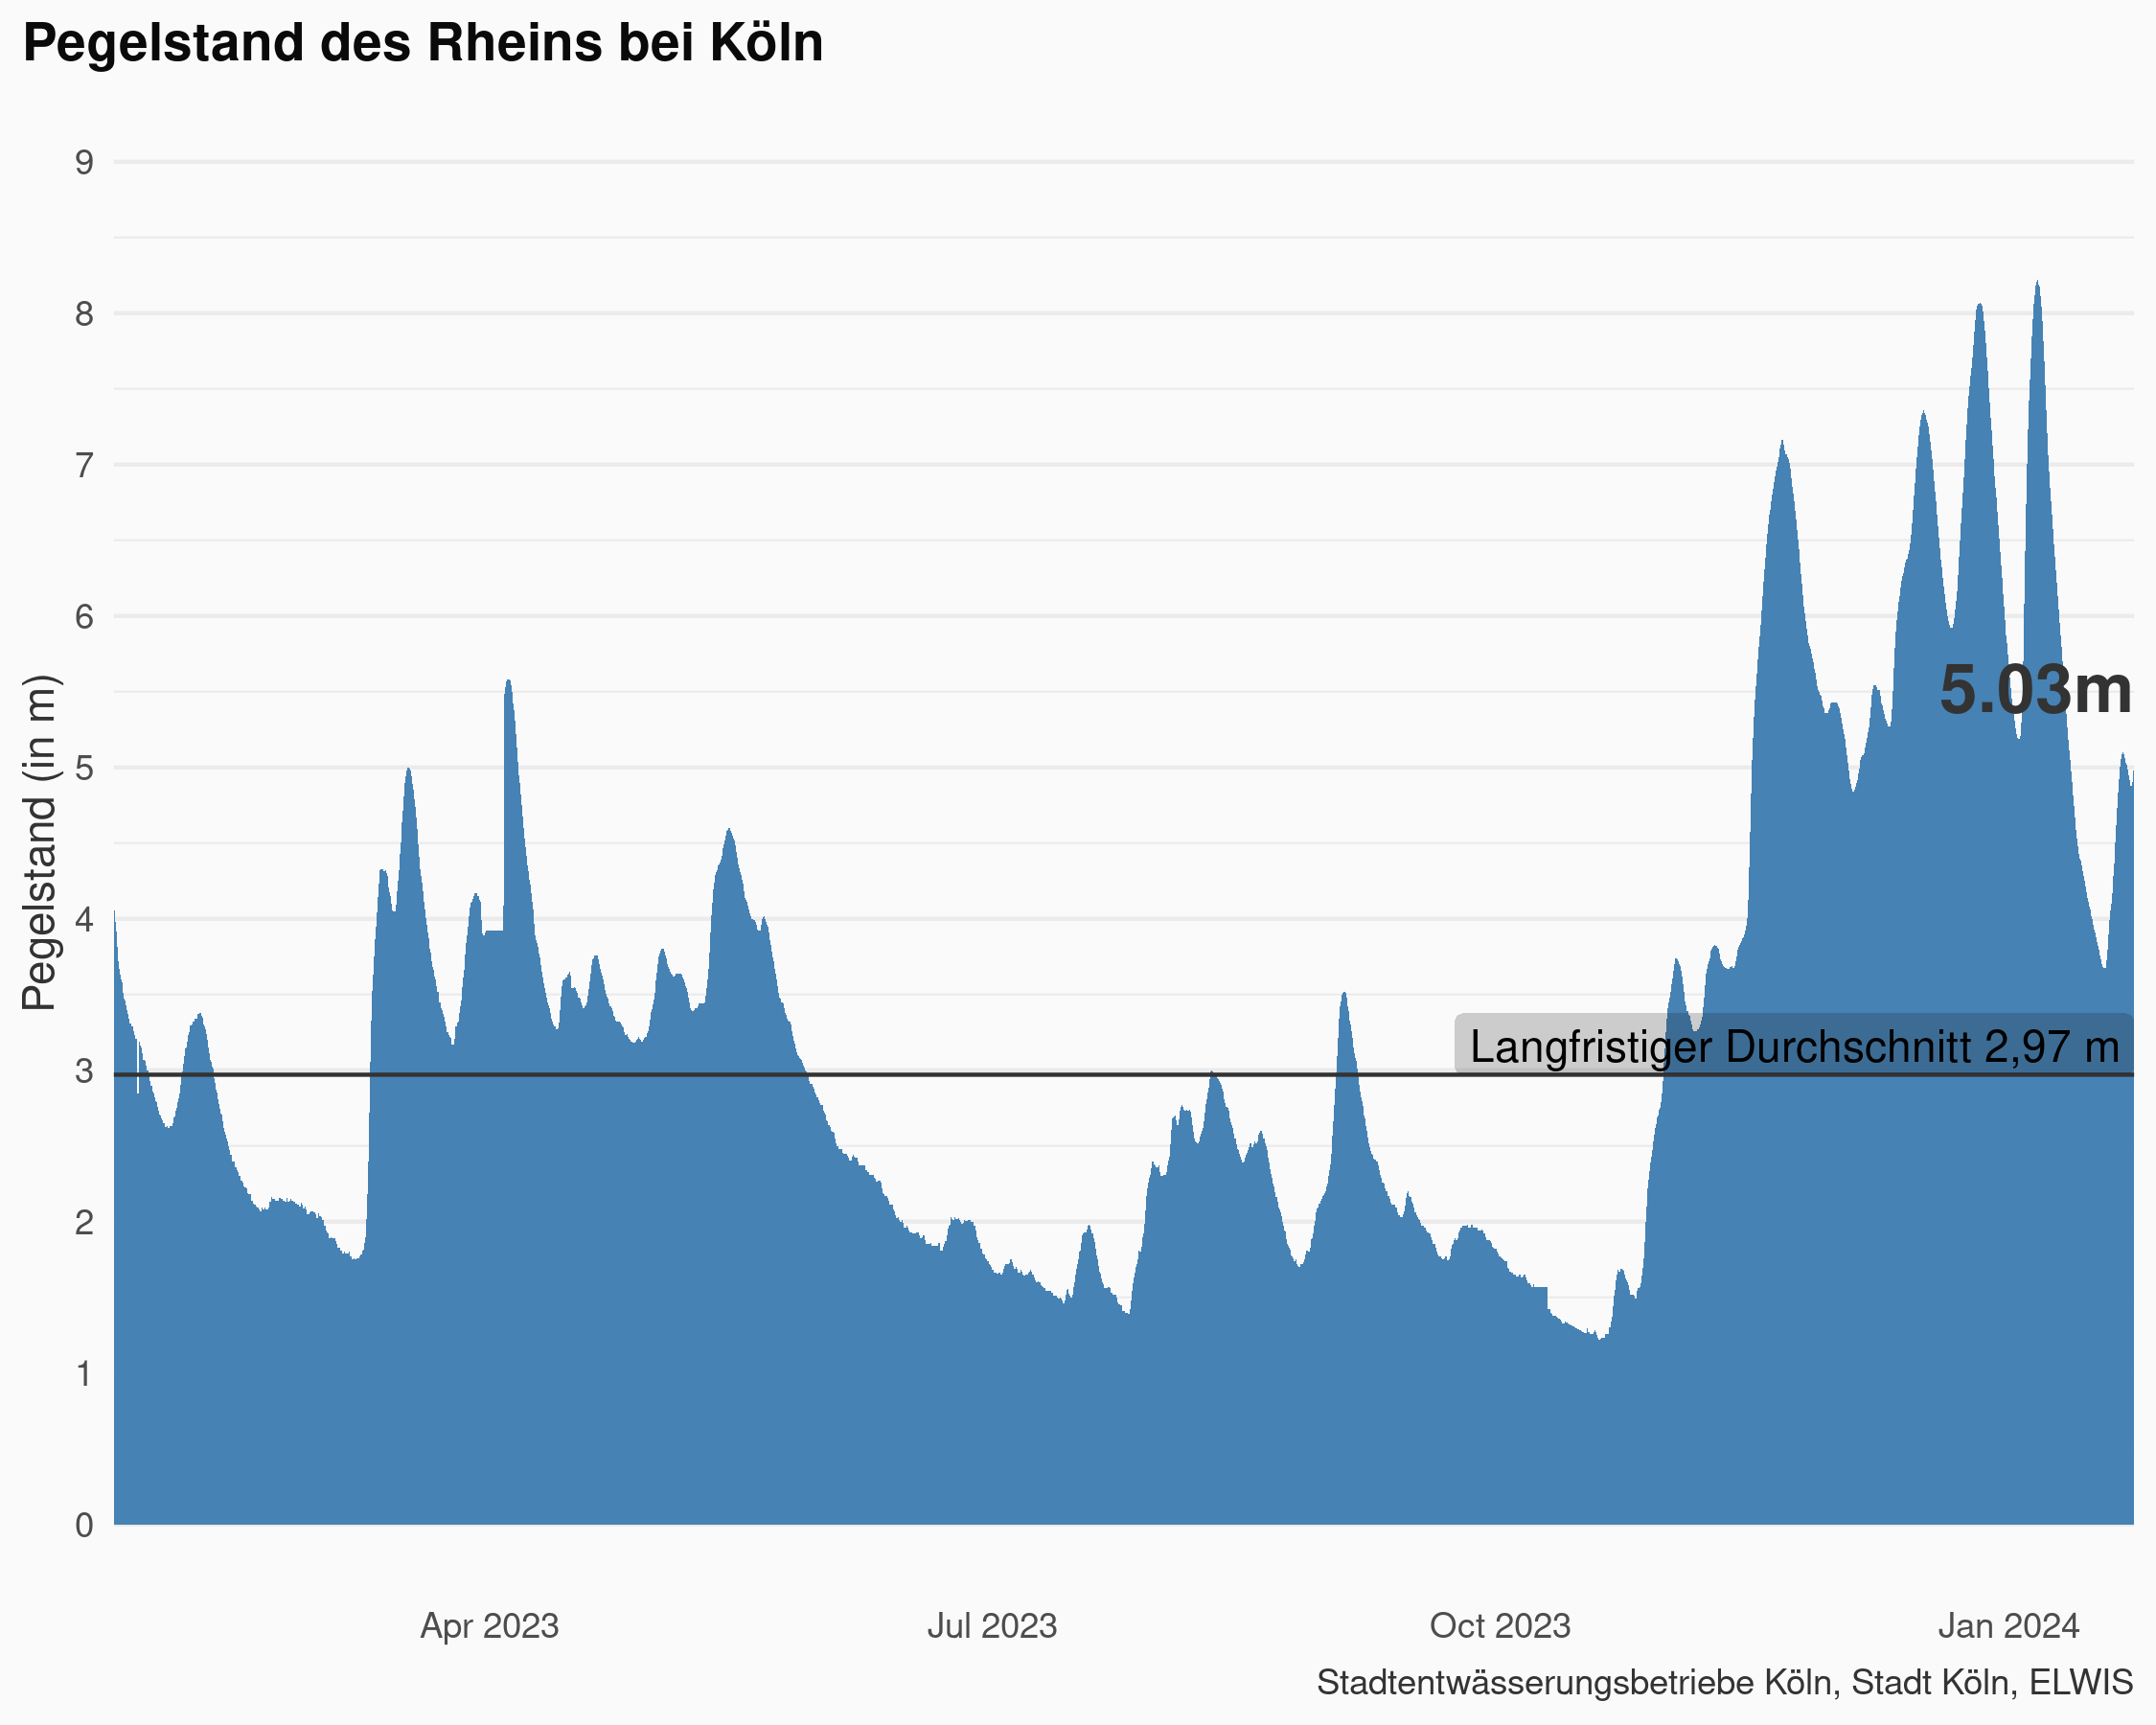 Pegelstand des Rheins bei Köln
Pegelstand (in m)
9
8
7
6
5
4
3
2
1
0
5.03m
Langfristiger Durchschnitt 2,97 m
Apr 2023
Jul 2023
Oct 2023
Jan 2024
Stadtentwässerungsbetriebe Köln, Stadt Köln, ELWIS